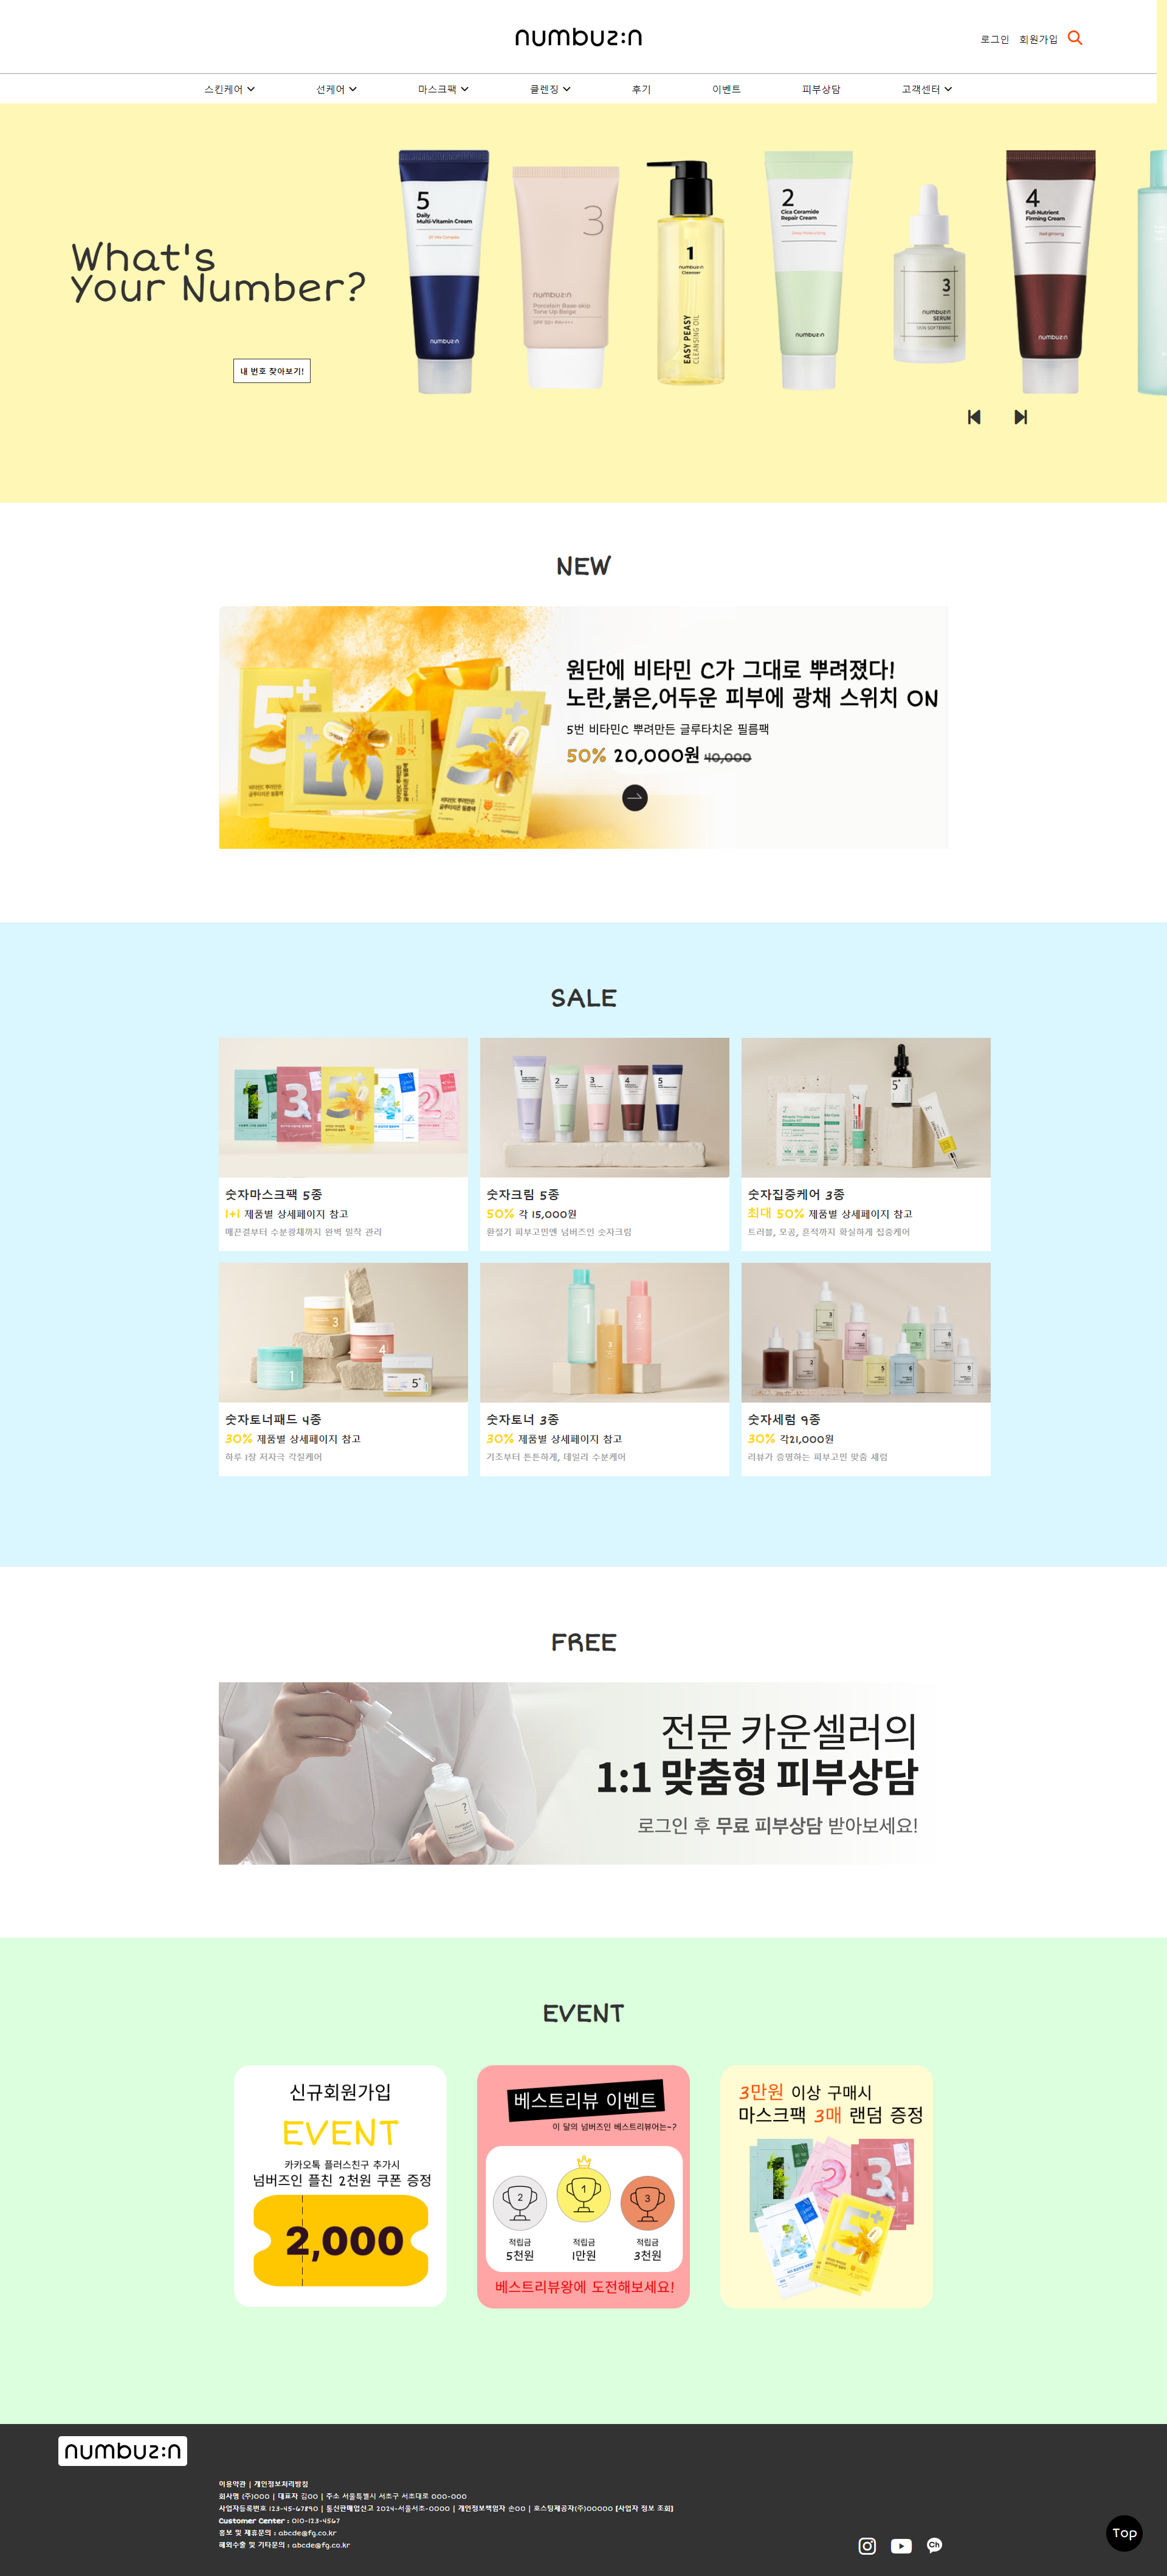 numbuz:n
로그인 회원가입
스킨케어 선케어 마스크팩 클렌징 후기 이벤트 피부상담 고객센터
What's
Your Number?
내 번호 찾아보기!
5
Daily
Multi-Vitamin Cream
numbuz:n
3
numbuz:n
Porcelain Base-skip
Tone Up Beige
SPF 50+ PA++++
1
numbuz:n
Cleanser
EASY PEASY
CLEANSING OIL
2
Cica Ceramide
Repair Cream
Deep Moisturizing
numbuz:n
3
numbuz:n
SERUM
SKIN SOFTENING
4
Full-Nutrient
Firming Cream
Red ginseng
numbuz:n
NEW
원단에 비타민 C가 그대로 뿌려졌다!
노란,붉은,어두운 피부에 광채 스위치 ON
5번 비타민C 뿌려만든 글루타치온 필름팩
50% 20,000원 40,000
SALE
숫자마스크팩 5종
1+1 제품별 상세페이지 참고
매끈결부터 수분광채까지 완벽 밀착 관리
숫자크림 5종
50% 각 15,000원
환절기 피부고민엔 넘버즈인 숫자크림
숫자집중케어 3종
최대 50% 제품별 상세페이지 참고
트러블, 모공, 흔적까지 확실하게 집중케어
숫자토너패드 4종
30% 제품별 상세페이지 참고
하루 1장 저자극 각질케어
숫자토너 3종
30% 제품별 상세페이지 참고
기초부터 튼튼하게, 데일리 수분케어
숫자세럼 9종
30% 각21,000원
리뷰가 증명하는 피부고민 맞춤 세럼
FREE
전문 카운셀러의
1:1 맞춤형 피부상담
로그인 후 무료 피부상담 받아보세요!
EVENT
신규회원가입
EVENT
카카오톡 플러스친구 추가시
넘버즈인 플친 2천원 쿠폰 증정
2,000
베스트리뷰 이벤트
이 달의 넘버즈인 베스트리뷰어는~?
2 1 3
적립금 적립금 적립금
5천원 1만원 3천원
베스트리뷰왕에 도전해보세요!
3만원 이상 구매시
마스크팩 3매 랜덤 증정
numbuz:n
이용약관 | 개인정보처리방침
회사명 (주)000 | 대표자 김00 | 주소 서울특별시 서초구 서초대로 000-000
사업자등록번호 123-45-67890 | 통신판매업신고 2024-서울서초-0000 | 개인정보책임자 손00 | 호스팅제공자(주)00000 [사업자 정보 조회]
Customer Center : 010-123-4567
홍보 및 제휴문의 : abcde@fg.co.kr
해외수출 및 기타문의 : abcde@fg.co.kr
Ch
Top